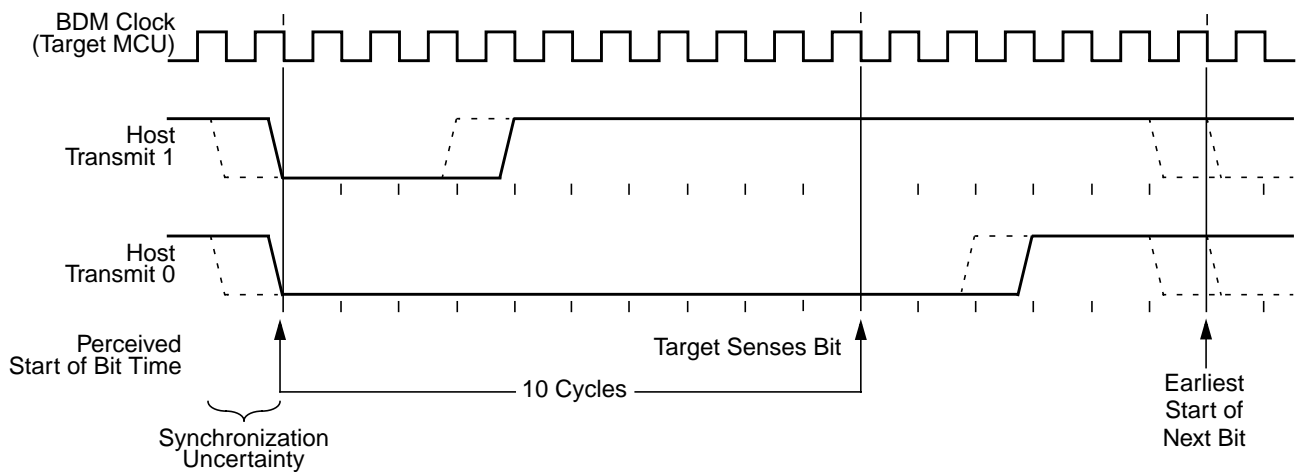 BDM Clock
(Target MCU)
Host
Transmit 1
Host
Transmit 0
Perceived
Start of Bit Time
Target Senses Bit
10 Cycles
Earliest
Start of
Next Bit
Synchronization
Uncertainty